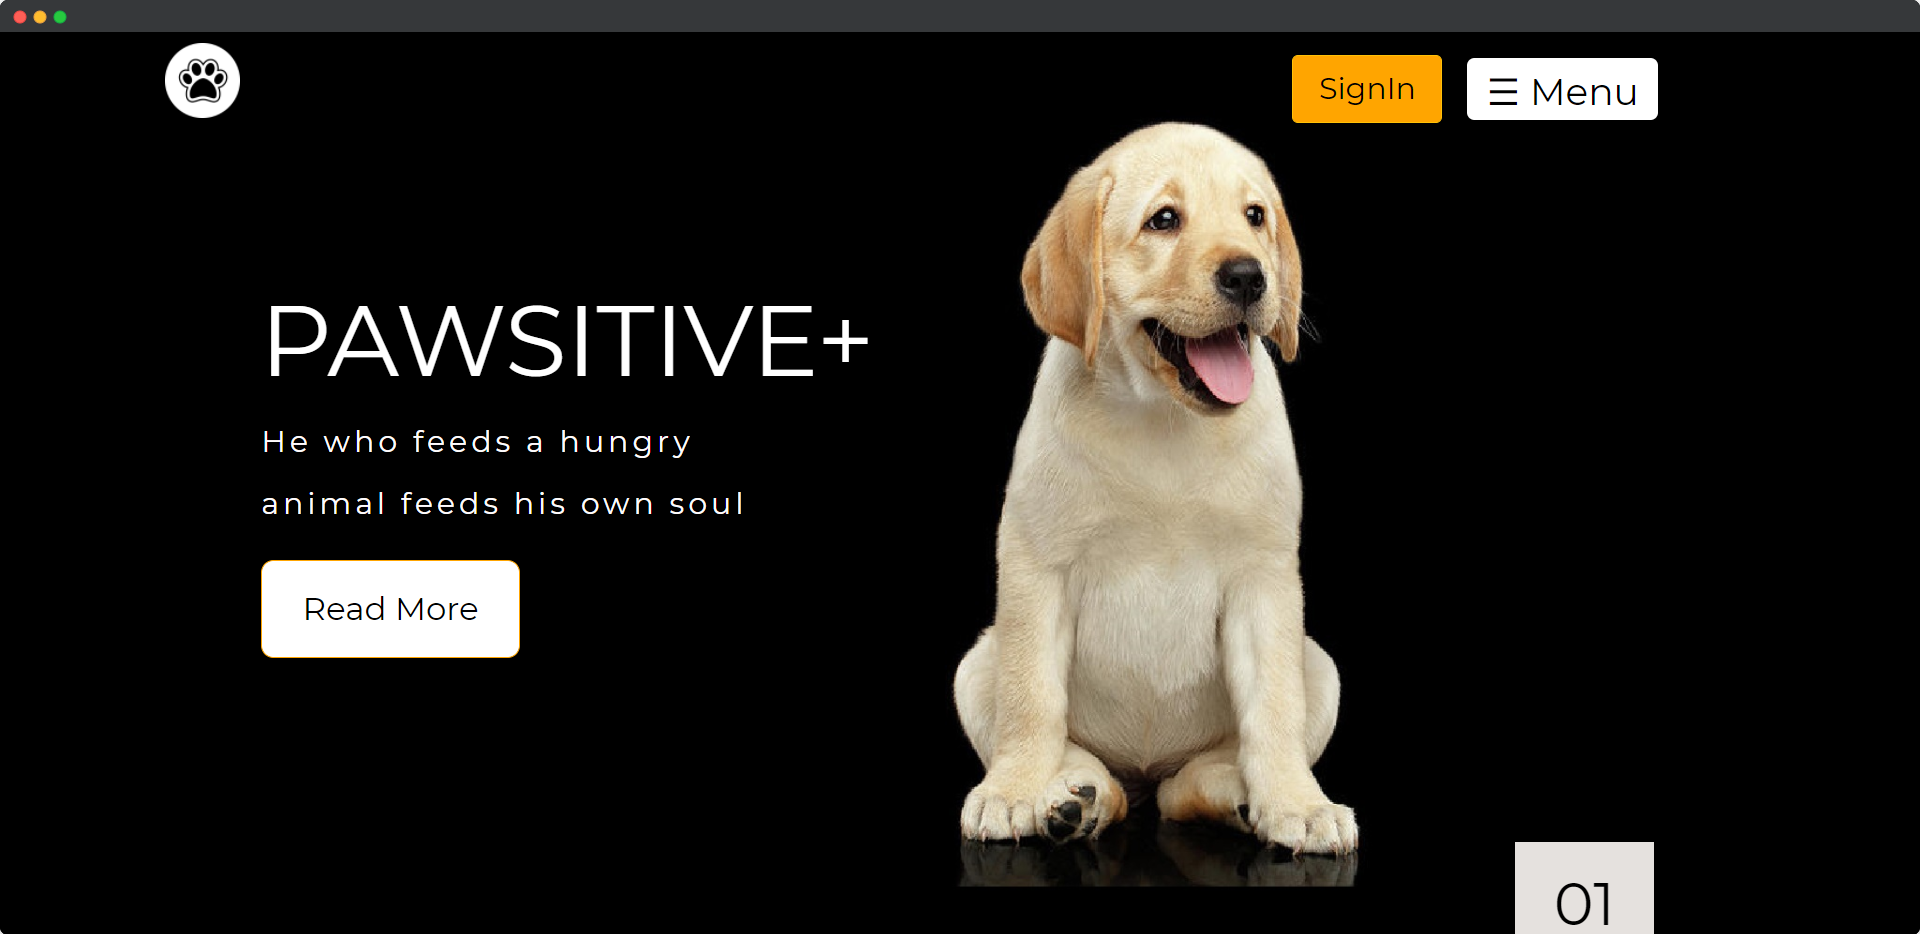 SignIn
☰ Menu
PAWSITIVE+
He who feeds a hungry
animal feeds his own soul
Read More
01